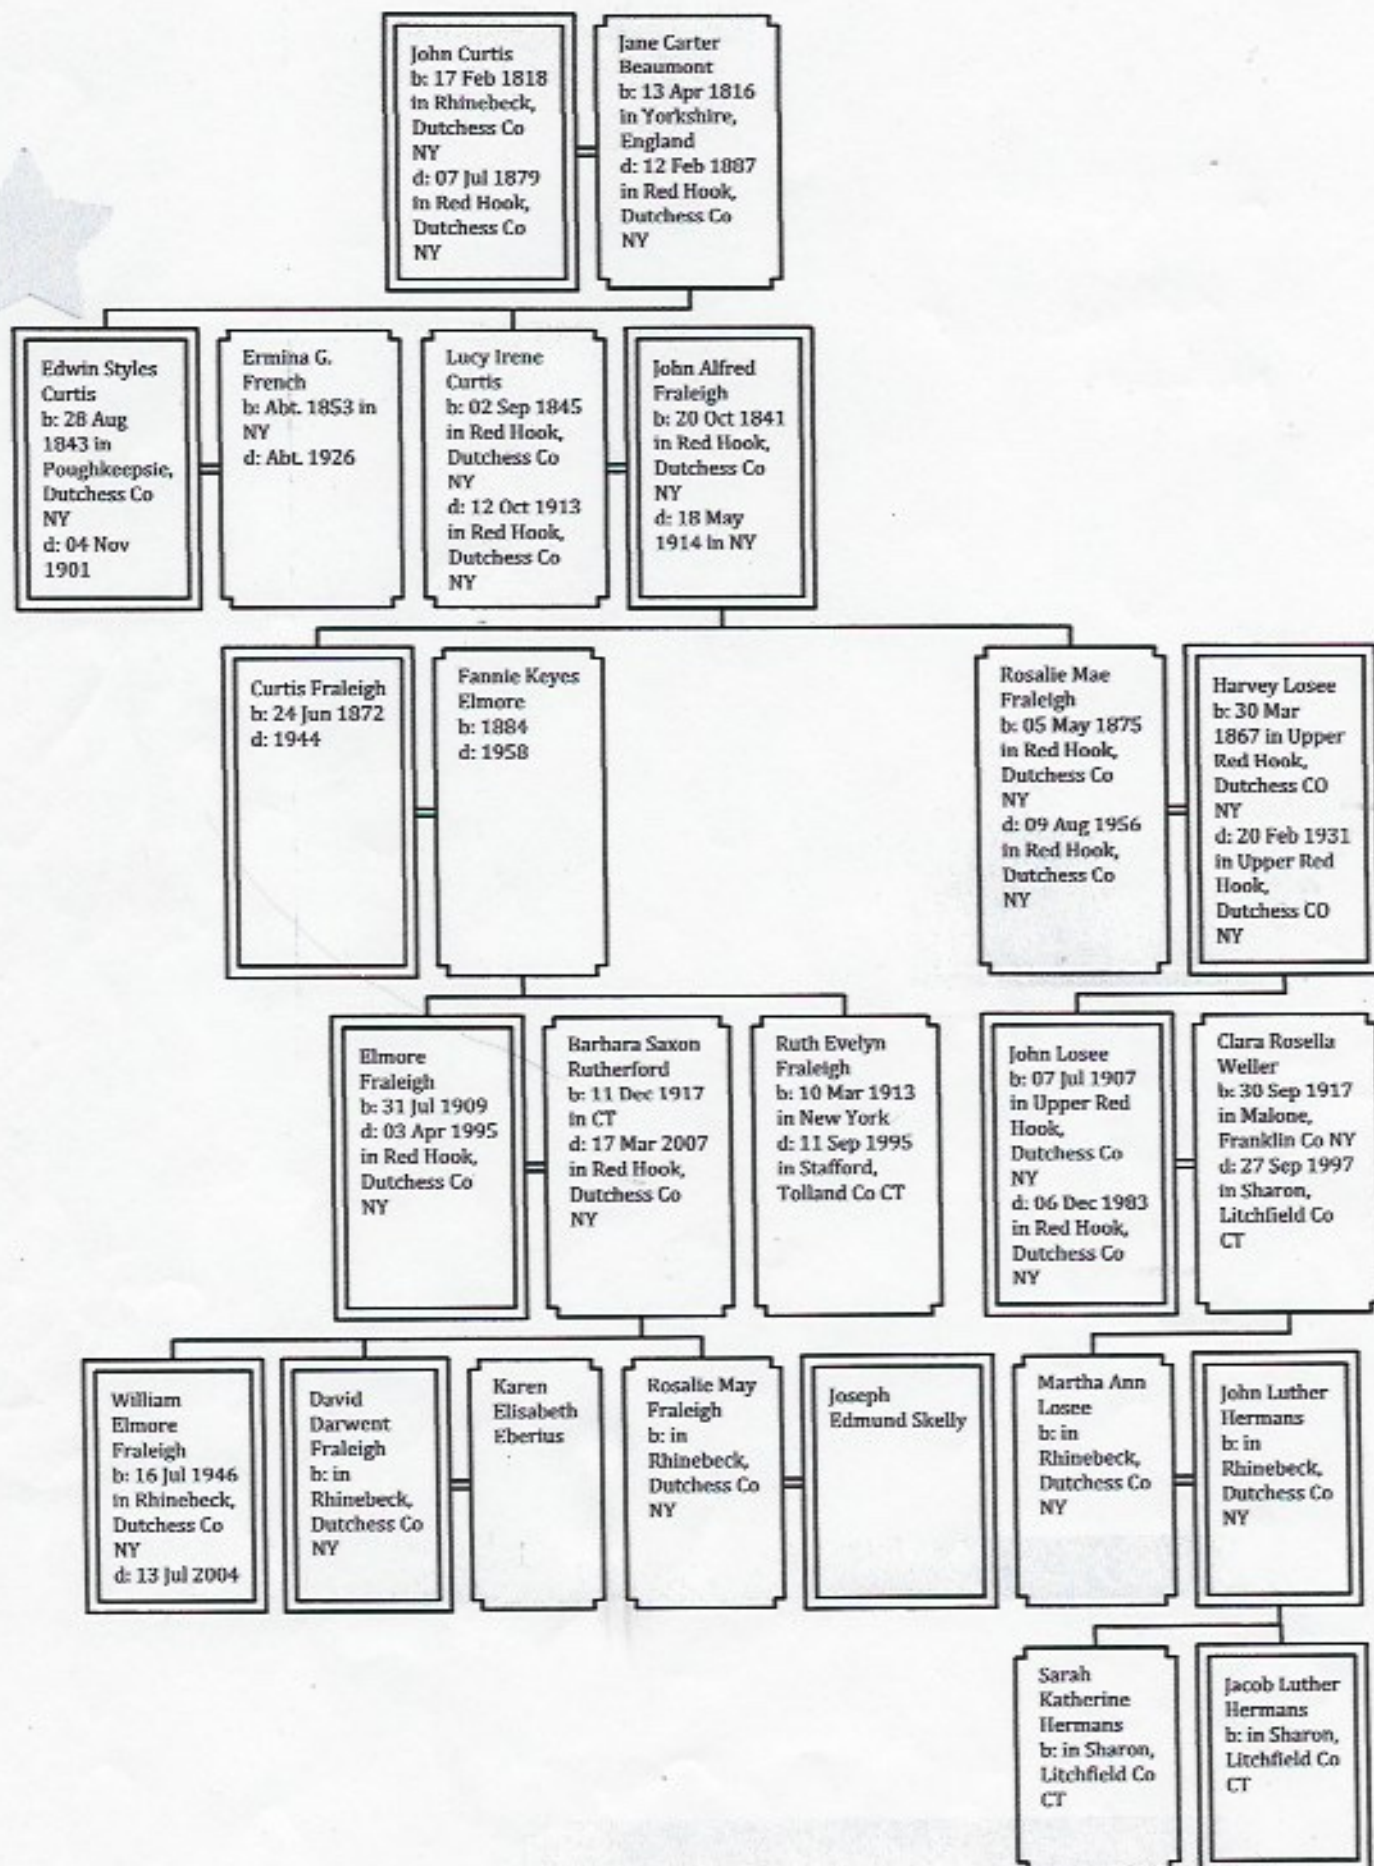 John Curtis
b: 17 Feb 1818
in Rhinebeck,
Dutchess Co
NY
d: 07 Jul 1879
in Red Hook,
Dutchess Co
NY
Jane Carter
Beaumont
b: 13 Apr 1816
in Yorkshire,
England
d: 12 Feb 1887
in Red Hook,
Dutchess Co
NY
Edwin Styles
Curtis
b: 28 Aug
1843 in
Poughkeepsie,
Dutchess Co
NY
d: 04 Nov
1901
Ermina G.
French
b: Abt. 1853 in
NY
d: Abt. 1926
Lucy Irene
Curtis
b: 02 Sep 1845
in Red Hook,
Dutchess Co
NY
d: 12 Oct 1913
in Red Hook,
Dutchess Co
NY
John Alfred
Fraleigh
b: 20 Oct 1841
in Red Hook,
Dutchess Co
NY
d: 18 May
1914 in NY
Curtis Fraleigh
b: 24 Jun 1872
d: 1944
Fannie Keyes
Elmore
b: 1884
d: 1958
Rosalie Mae
Fraleigh
b: 05 May 1875
in Red Hook,
Dutchess Co
NY
d: 09 Aug 1956
in Red Hook,
Dutchess Co
NY
Harvey Losee
b: 30 Mar
1867 in Upper
Red Hook,
Dutchess CO
NY
d: 20 Feb 1931
in Upper Red
Hook,
Dutchess CO
NY
Elmore
Fraleigh
b: 31 Jul 1909
d: 03 Apr 1995
in Red Hook,
Dutchess Co
NY
Barbara Saxon
Rutherford
b: 11 Dec 1917
in CT
d: 17 Mar 2007
in Red Hook,
Dutchess Co
NY
Ruth Evelyn
Fraleigh
b: 10 Mar 1913
in New York
d: 11 Sep 1995
in Stafford,
Tolland Co CT
John Losee
b: 07 Jul 1907
in Upper Red
Hook,
Dutchess Co
NY
d: 06 Dec 1983
in Red Hook,
Dutchess Co
NY
Clara Rosella
Weller
b: 30 Sep 1917
in Malone,
Franklin Co NY
d: 27 Sep 1997
in Sharon,
Litchfield Co
CT
William
Elmore
Fraleigh
b: 16 Jul 1946
in Rhinebeck,
Dutchess Co
NY
d: 13 Jul 2004
David
Darwent
Fraleigh
b: in
Rhinebeck,
Dutchess Co
NY
Karen
Elisabeth
Eberius
Rosalie May
Fraleigh
b: in
Rhinebeck,
Dutchess Co
NY
Joseph
Edmund Skelly
Martha Ann
Losee
b: in
Rhinebeck,
Dutchess Co
NY
John Luther
Hermans
b: in
Rhinebeck,
Dutchess Co
NY
Sarah
Katherine
Hermans
b: in Sharon,
Litchfield Co
CT
Jacob Luther
Hermans
b: in Sharon,
Litchfield Co
CT